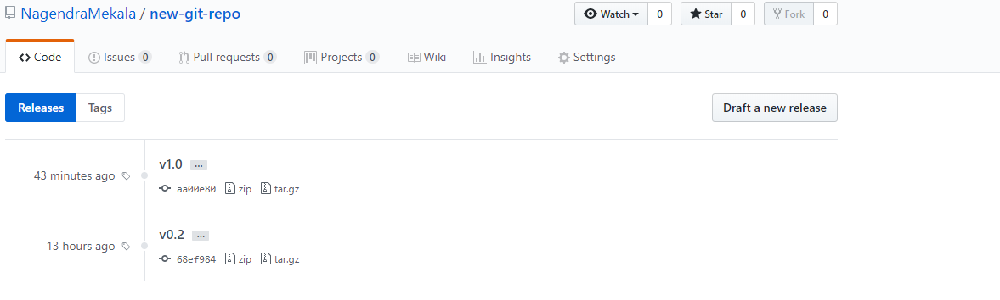 NagendraMekala / new-git-repo Watch 0 Star 0 Fork 0
Code Issues 0 Pull requests 0 Projects 0 Wiki Insights Settings
Releases Tags Draft a new release
v1.0 ...
43 minutes ago
aa00e80 zip tar.gz
v0.2 ...
13 hours ago
68ef984 zip tar.gz